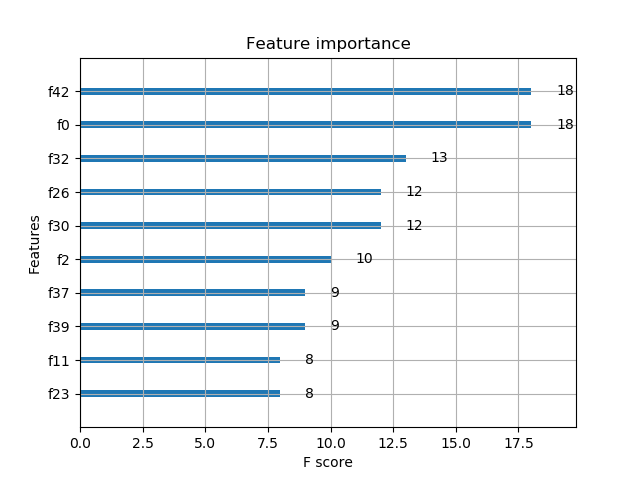 Feature importance
f42 18
f0 18
f32 13
f26 12
f30 12
f2 10
f37 9
f39 9
f11 8
f23 8
Features
0.0 2.5 5.0 7.5 10.0 12.5 15.0 17.5
F score